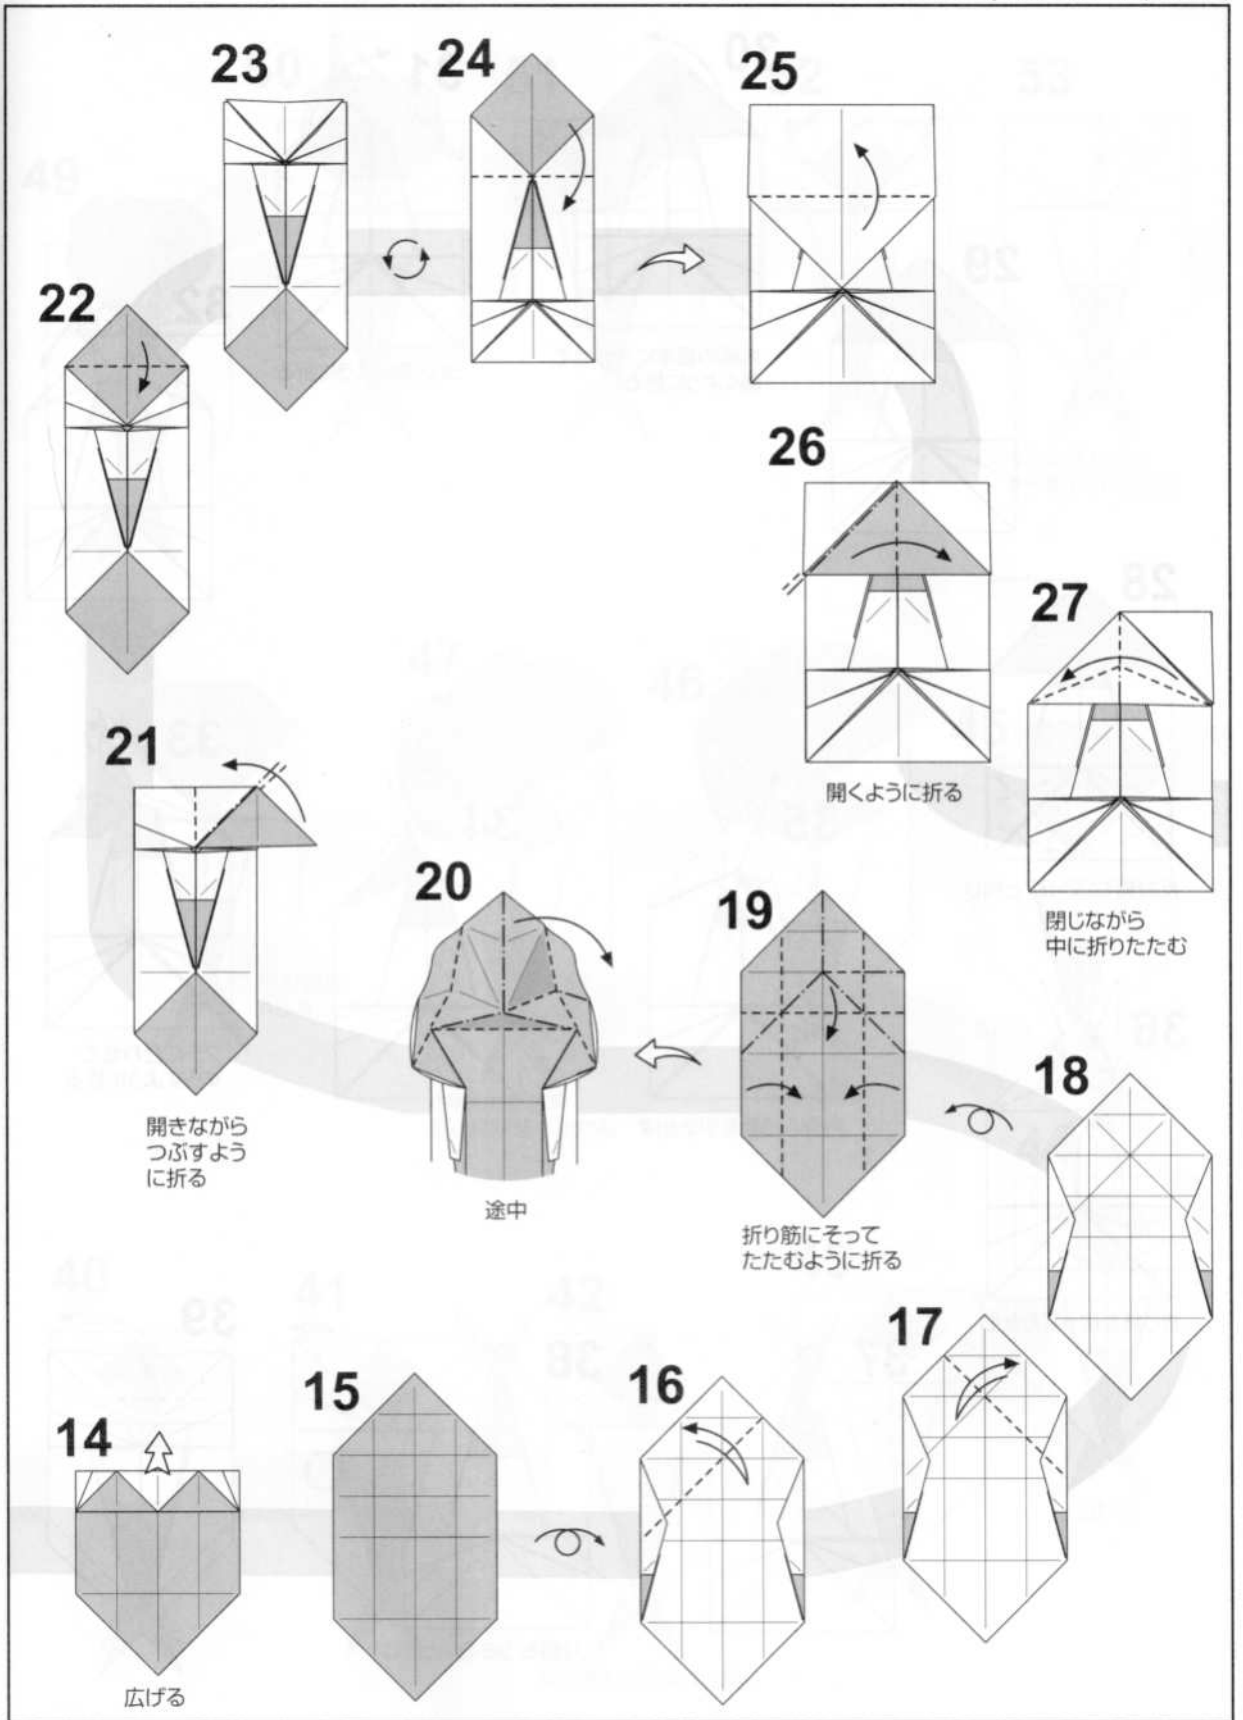 14
広げる
15
16
17
18
19
折り筋にそって
たたむように折る
20
途中
21
開きながら
つぶすよう
に折る
22
23
24
25
26
開くように折る
27
閉じながら
中に折りたたむ